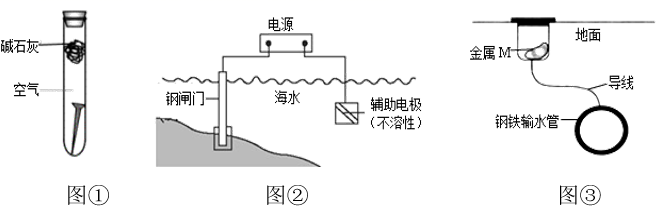 碱石灰
空气
图①
电源
钢闸门
海水
辅助电极
（不溶性）
图②
地面
金属 M
导线
钢铁输水管
图③